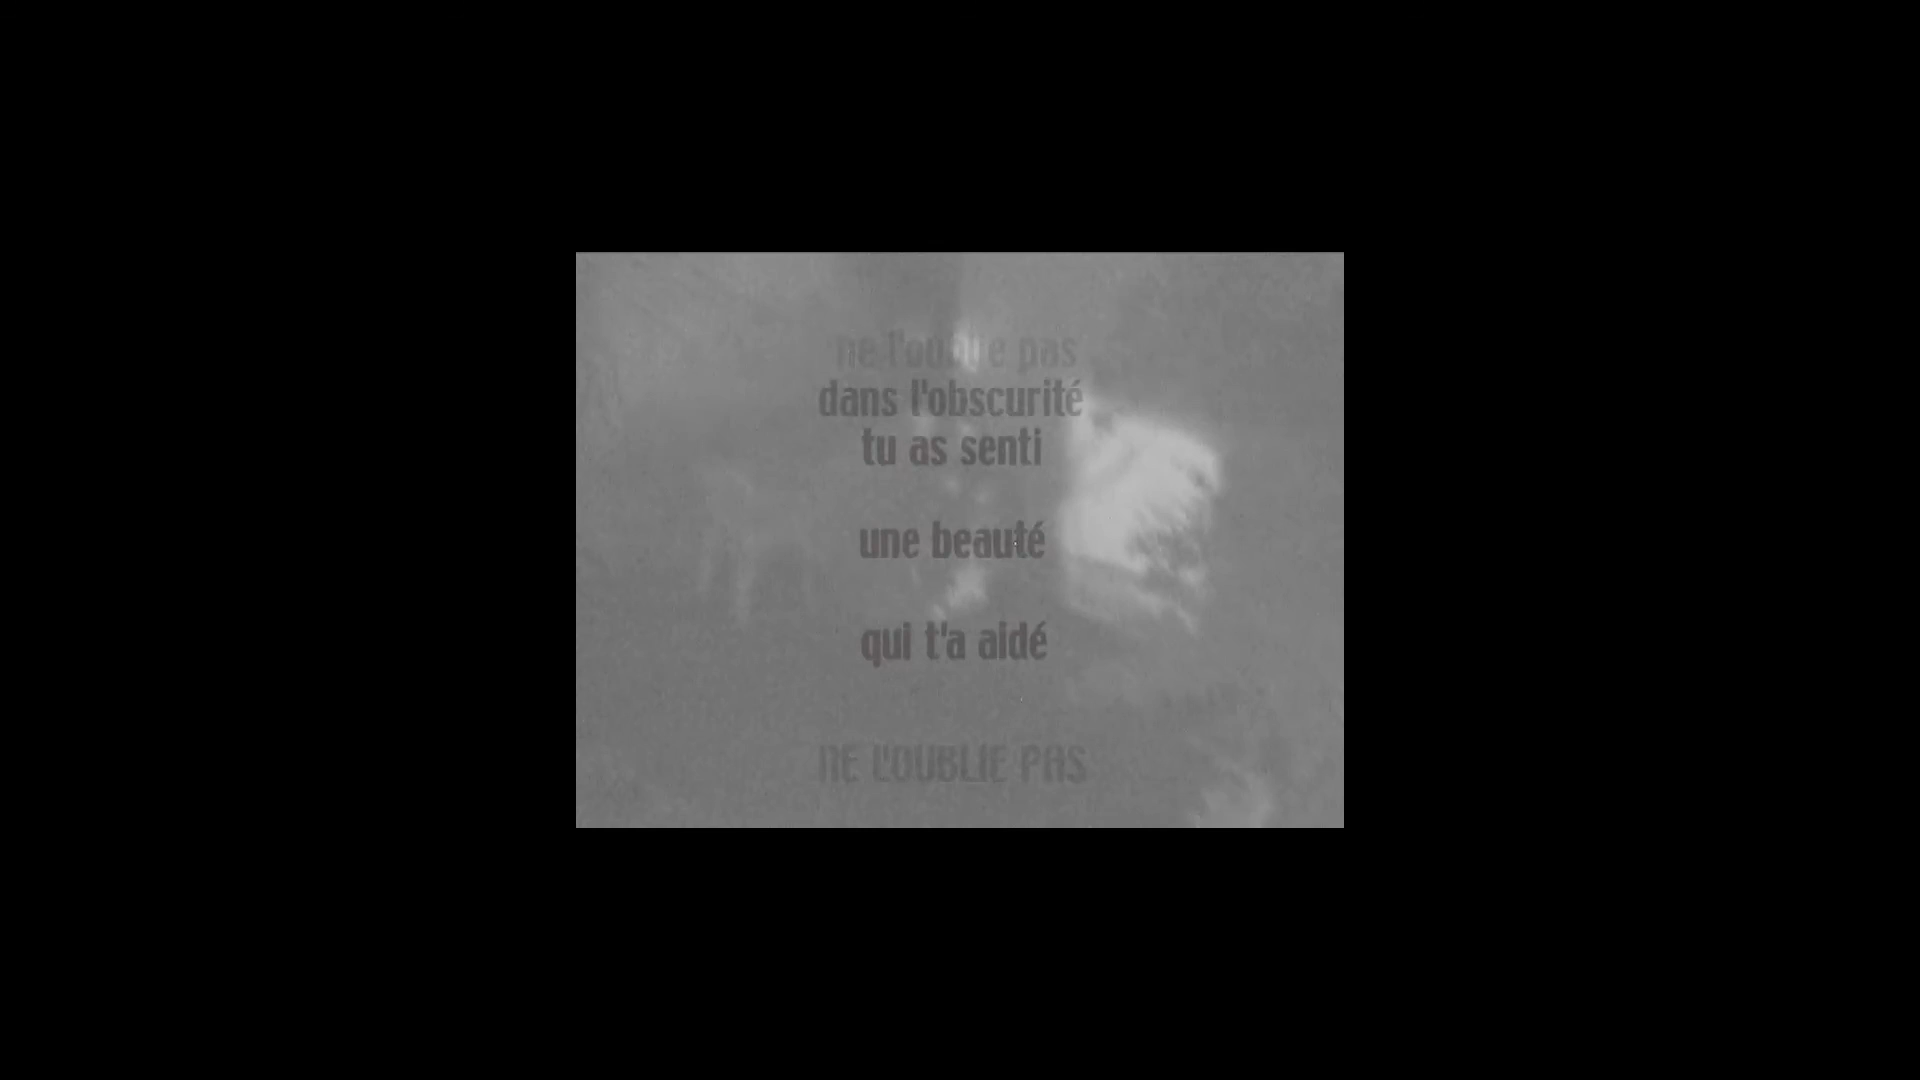 ne l'oublie pas
dans l'obscurité
tu as senti
une beauté
qui t'a aidé
NE L'OUBLIE PAS